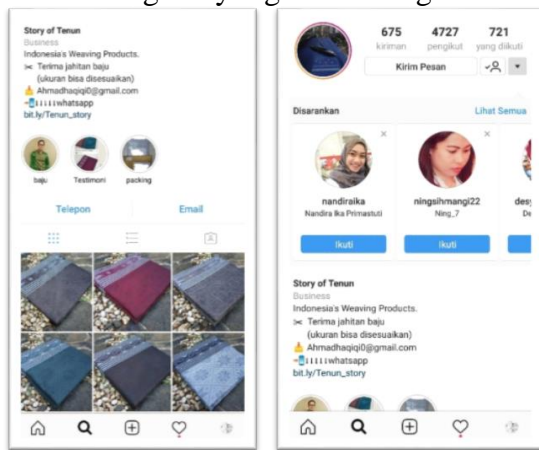 Story of Tenun
Business
Indonesia's Weaving Products.
Terima jahitan baju
(ukuran bisa disesuaikan)
Ahmadhaqiqi0@gmail.com
whatsapp
bit.ly/Tenun_story
baju Testimoni packing
Telepon Email
675 4727 721
kiriman pengikut yang diikuti
Kirim Pesan
Disarankan Lihat Semua
nandiraika ningsihmangi22
Nandira Ika Primastuti Ning_7
Ikuti Ikuti
Story of Tenun
Business
Indonesia's Weaving Products.
Terima jahitan baju
(ukuran bisa disesuaikan)
Ahmadhaqiqi0@gmail.com
whatsapp
bit.ly/Tenun_story